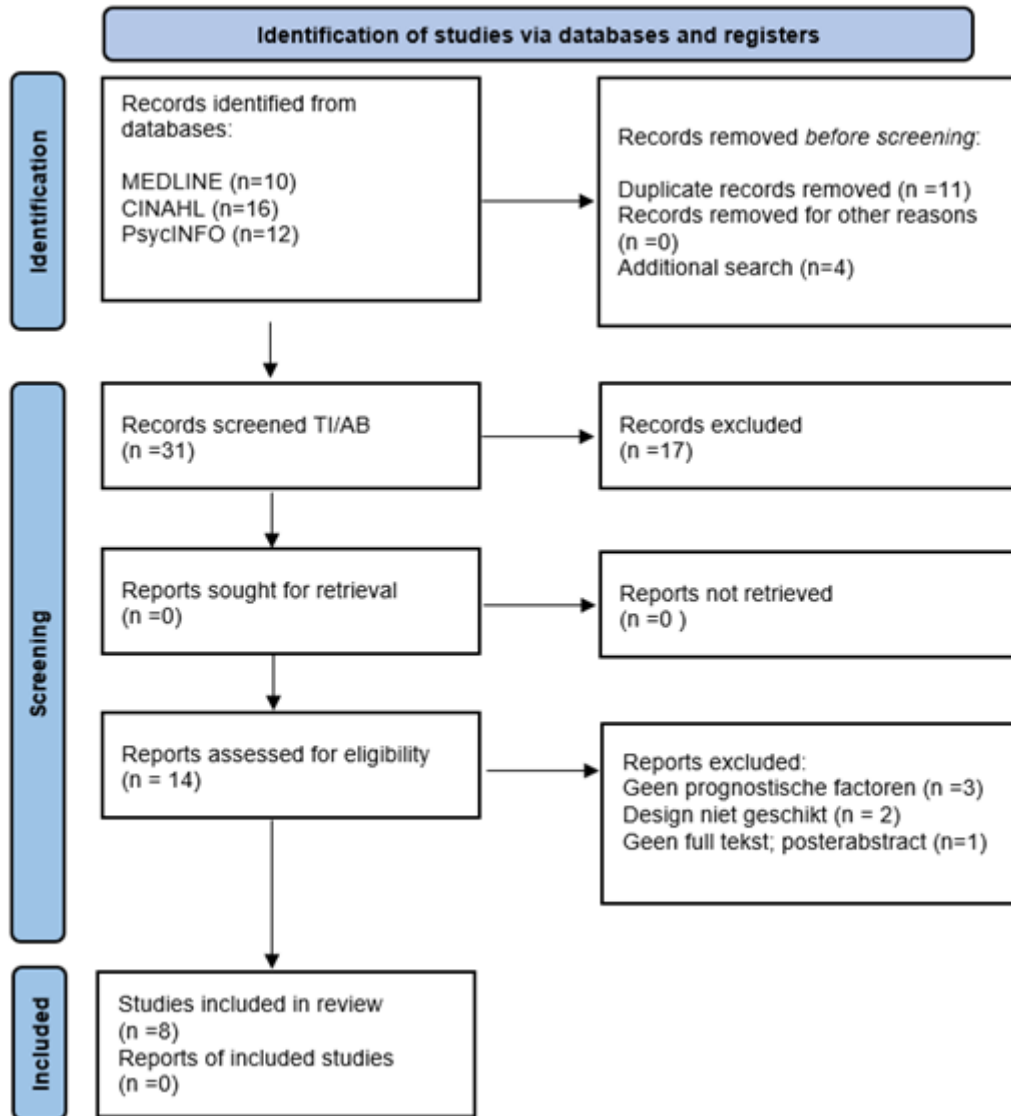 Identification of studies via databases and registers
Identification
Records identified from
databases:
MEDLINE (n=10)
CINAHL (n=16)
PsycINFO (n=12)
Records removed before screening:
Duplicate records removed (n =11)
Records removed for other reasons
(n =0)
Additional search (n=4)
Screening
Records screened TI/AB
(n =31)
Records excluded
(n =17)
Reports sought for retrieval
(n =0)
Reports not retrieved
(n =0 )
Reports assessed for eligibility
(n = 14)
Reports excluded:
Geen prognostische factoren (n =3)
Design niet geschikt (n = 2)
Geen full tekst; posterabstract (n=1)
Included
Studies included in review
(n =8)
Reports of included studies
(n =0)